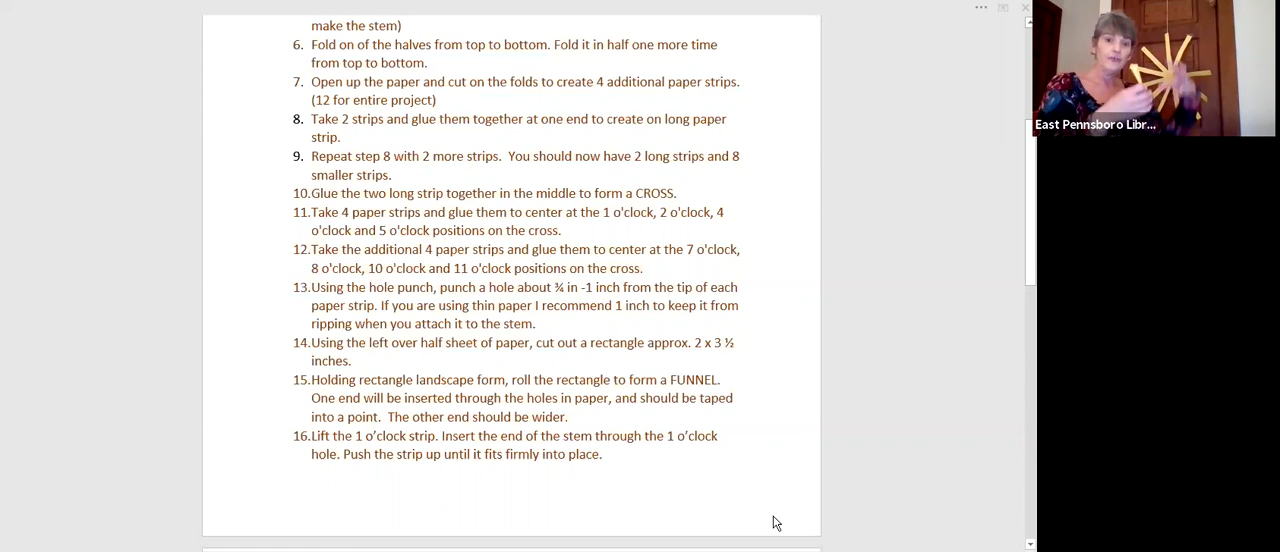 make the stem)
6. Fold on of the halves from top to bottom. Fold it in half one more time
from top to bottom.
7. Open up the paper and cut on the folds to create 4 additional paper strips.
(12 for entire project)
8. Take 2 strips and glue them together at one end to create on long paper
strip.
9. Repeat step 8 with 2 more strips.  You should now have 2 long strips and 8
smaller strips.
10.Glue the two long strip together in the middle to form a CROSS.
11.Take 4 paper strips and glue them to center at the 1 o'clock, 2 o'clock, 4
o'clock and 5 o'clock positions on the cross.
12.Take the additional 4 paper strips and glue them to center at the 7 o'clock,
8 o'clock, 10 o'clock and 11 o'clock positions on the cross.
13.Using the hole punch, punch a hole about ¾ in -1 inch from the tip of each
paper strip. If you are using thin paper I recommend 1 inch to keep it from
ripping when you attach it to the stem.
14.Using the left over half sheet of paper, cut out a rectangle approx. 2 x 3 ½
inches.
15.Holding rectangle landscape form, roll the rectangle to form a FUNNEL.
One end will be inserted through the holes in paper, and should be taped
into a point.  The other end should be wider.
16.Lift the 1 o’clock strip. Insert the end of the stem through the 1 o’clock
hole. Push the strip up until it fits firmly into place.
East Pennsboro Libr...